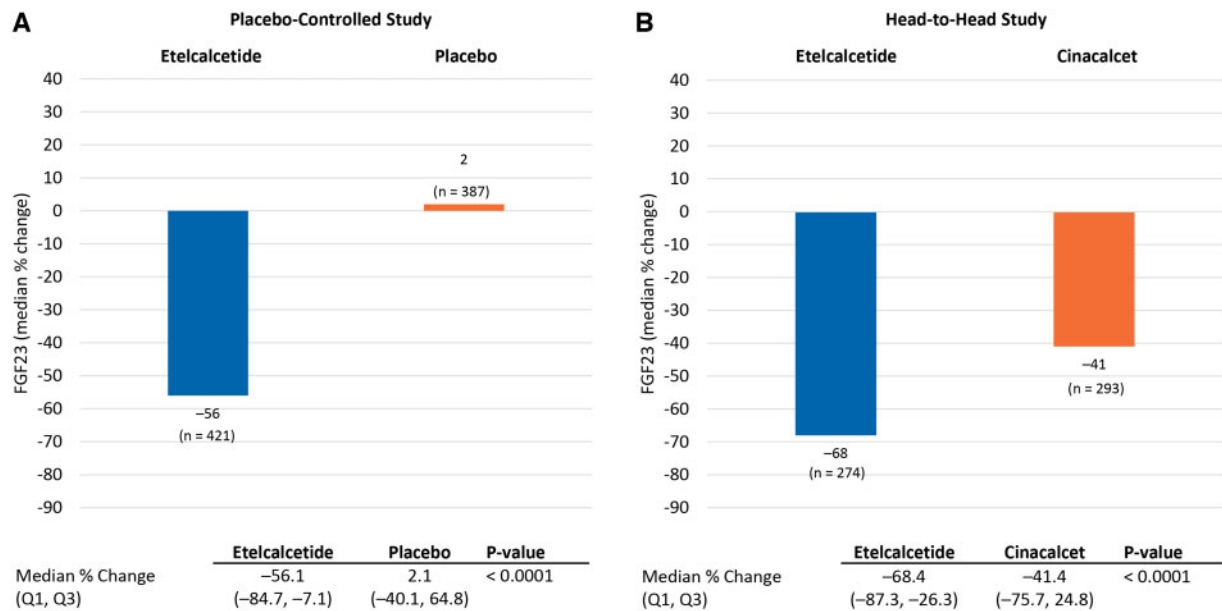 A
Placebo-Controlled Study
Etelcalcetide Placebo
FGF23 (median % change)
40
30
20
10
0
-10
-20
-30
-40
-50
-60
-70
-80
-90
2
(n = 387)
–56
(n = 421)
Etelcalcetide Placebo P-value
Median % Change –56.1 2.1 < 0.0001
(Q1, Q3) (–84.7, –7.1) (–40.1, 64.8)
B
Head-to-Head Study
Etelcalcetide Cinacalcet
FGF23 (median % change)
40
30
20
10
0
-10
-20
-30
-40
-50
-60
-70
-80
-90
–41
(n = 293)
–68
(n = 274)
Etelcalcetide Cinacalcet P-value
Median % Change –68.4 –41.4 < 0.0001
(Q1, Q3) (–87.3, –26.3) (–75.7, 24.8)